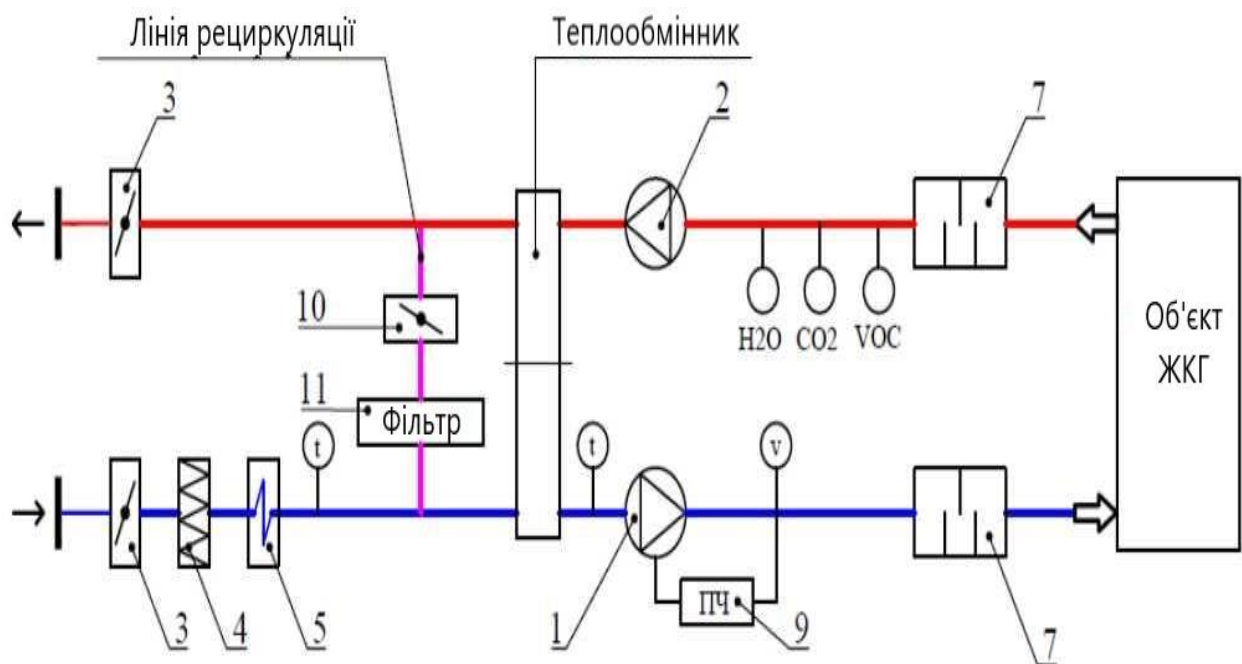 Лінія рециркуляції
Теплообмінник
3
2
7
10
H2O
CO2
VOC
Об'єкт
ЖКГ
11
Фільтр
t
t
v
ПЧ
3
4
5
1
9
7